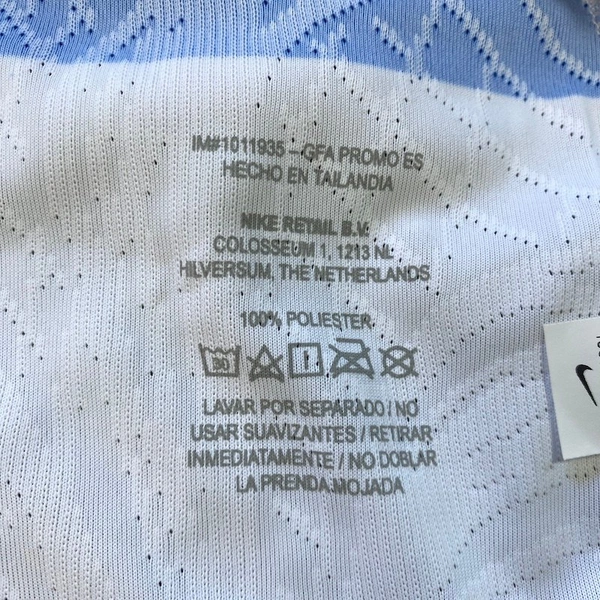 IM#1011935 – GFA PROMO ES
HECHO EN TAILANDIA
NIKE RETAIL B.V.
COLOSSEUM 1, 1213 NL
HILVERSUM, THE NETHERLANDS
100% POLIESTER
30
LAVAR POR SEPARADO / NO
USAR SUAVIZANTES / RETIRAR
INMEDIATAMENTE / NO DOBLAR
LA PRENDA MOJADA